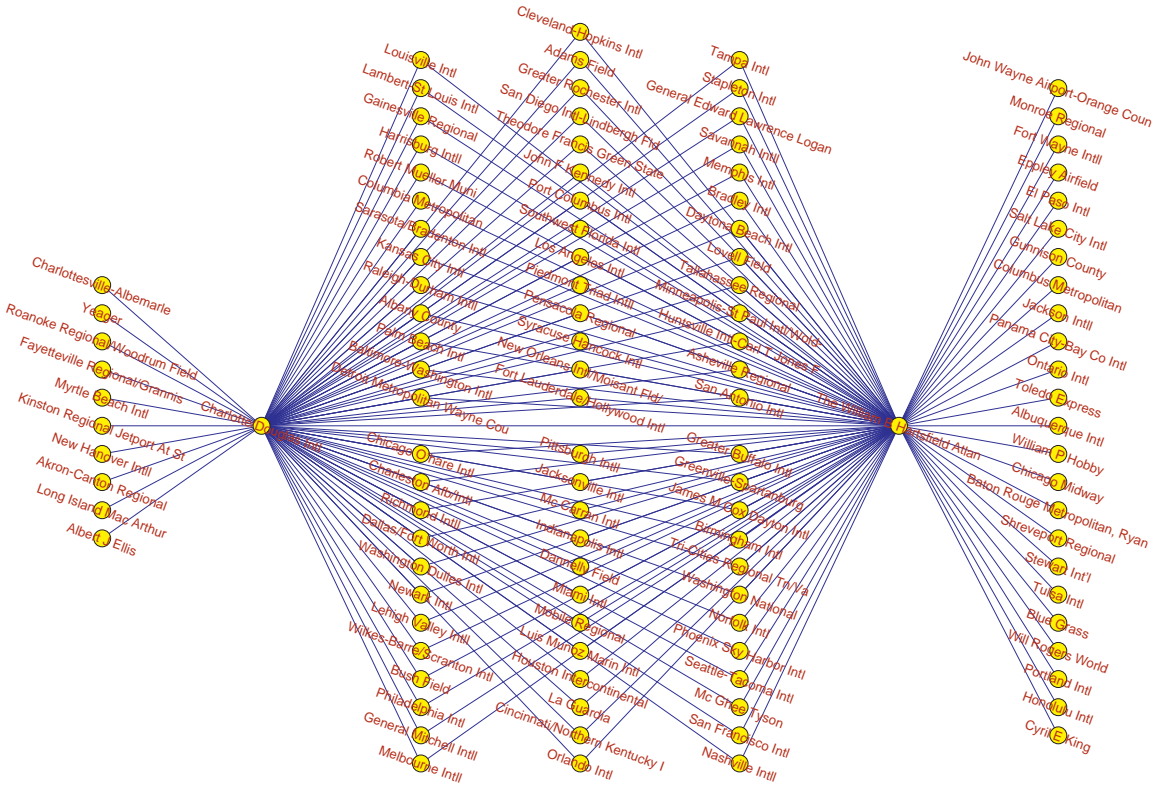 Charlottesville-Albemarle
Yeager
Roanoke Regional/Woodrum Field
Fayetteville Regional/Grannis
Myrtle Beach Intl
Kinston Regional Jetport At St
New Hanover Intll
Akron-Canton Regional
Long Island Mac Arthur
Albert J Ellis
Charlotte/Douglas Intl
Louisville Intl
Lambert-St Louis Intl
Gainesville Regional
Harrisburg Intll
Robert Mueller Muni
Columbia Metropolitan
Sarasota/Bradenton Intl
Kansas City Intl
Raleigh-Durham Intll
Albany County
Palm Beach Intl
Baltimore-Washington Intl
Detroit Metropolitan Wayne Cou
Chicago O'hare Intl
Charleston Afb/Intl
Richmond Intll
Dallas/Fort Worth Intl
Washington Dulles Intl
Newark Intl
Lehigh Valley Intll
Wilkes-Barre/Scranton Intl
Bush Field
Philadelphia Intl
General Mitchell Intll
Melbourne Intll
Cleveland-Hopkins Intl
Adams Field
Greater Rochester Intl
San Diego Intl-Lindbergh Fld
Theodore Francis Green State
John F Kennedy Intl
Port Columbus Intl
Southwest Florida Intl
Los Angeles Intl
Piedmont Triad Intll
Pensacola Regional
Syracuse Hancock Intl
New Orleans Intl/Moisant Fld/
Fort Lauderdale/Hollywood Intl
Pittsburgh Intll
Jacksonville Intl
Mc Carran Intl
Indianapolis Intl
Dannelly Field
Miami Intl
Mobile Regional
Luis Munoz Marin Intl
Houston Intercontinental
La Guardia
Cincinnati/Northern Kentucky I
Orlando Intl
Tampa Intl
Stapleton Intl
General Edward Lawrence Logan
Savannah Intll
Memphis Intl
Bradley Intl
Daytona Beach Intl
Lovell Field
Tallahassee Regional
Minneapolis-St Paul Intl/Wold-
Huntsville Intl-Carl T Jones F
Asheville Regional
San Antonio Intl
Greater Buffalo Intl
Greenville-Spartanburg
James M Cox Dayton Intl
Birmingham Intl
Tri-Cities Regional Tn/Va
Washington National
Norfolk Intl
Phoenix Sky Harbor Intl
Seattle-Tacoma Intl
Mc Ghee Tyson
San Francisco Intl
Nashville Intll
The William B Hartsfield Atlan
John Wayne Airport-Orange Coun
Monroe Regional
Fort Wayne Intll
Eppley Airfield
El Paso Intl
Salt Lake City Intl
Gunnison County
Columbus Metropolitan
Jackson Intll
Panama City-Bay Co Intl
Ontario Intl
Toledo Express
Albuquerque Intl
William P Hobby
Chicago Midway
Baton Rouge Metropolitan, Ryan
Shreveport Regional
Stewart Int'l
Tulsa Intl
Blue Grass
Will Rogers World
Portland Intl
Honolulu Intl
Cyril E King